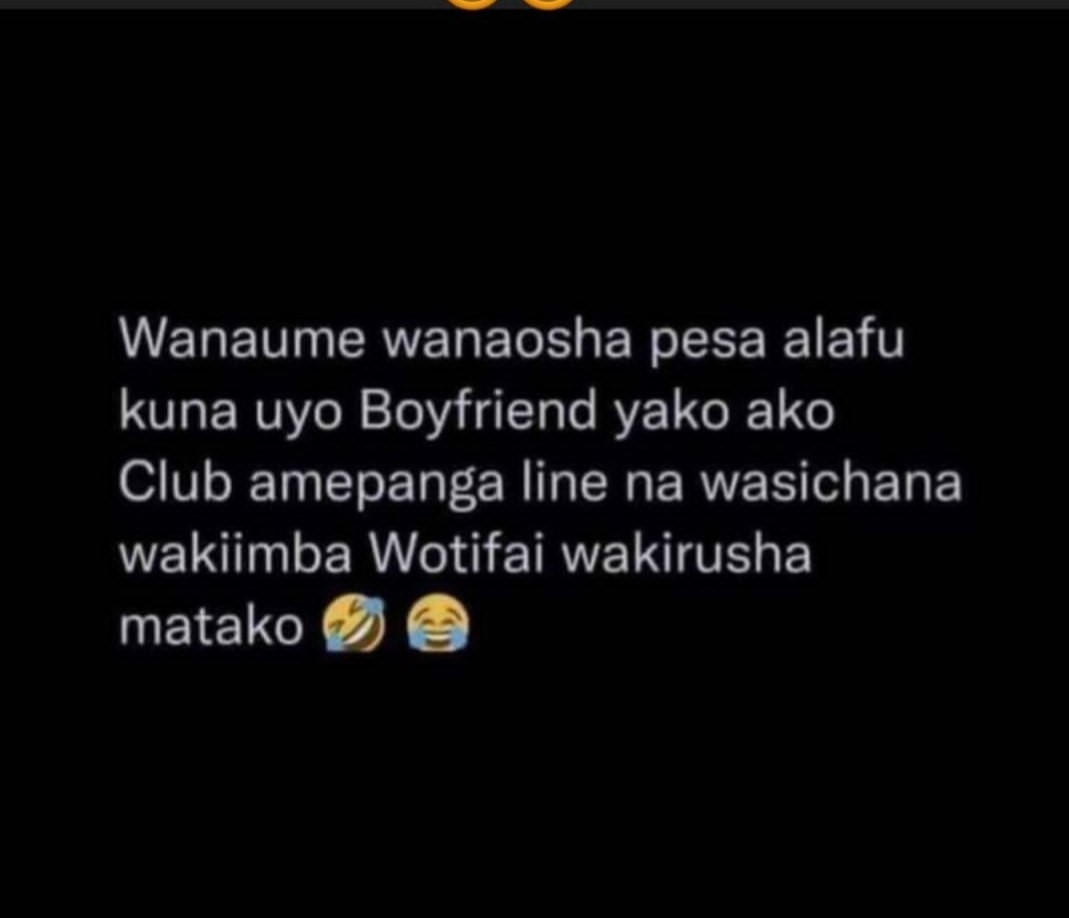 Wanaume wanaosha pesa alafu
kuna uyo Boyfriend yako ako
Club amepanga line na wasichana
wakiimba Wotifai wakirusha
matako 🤣 😂